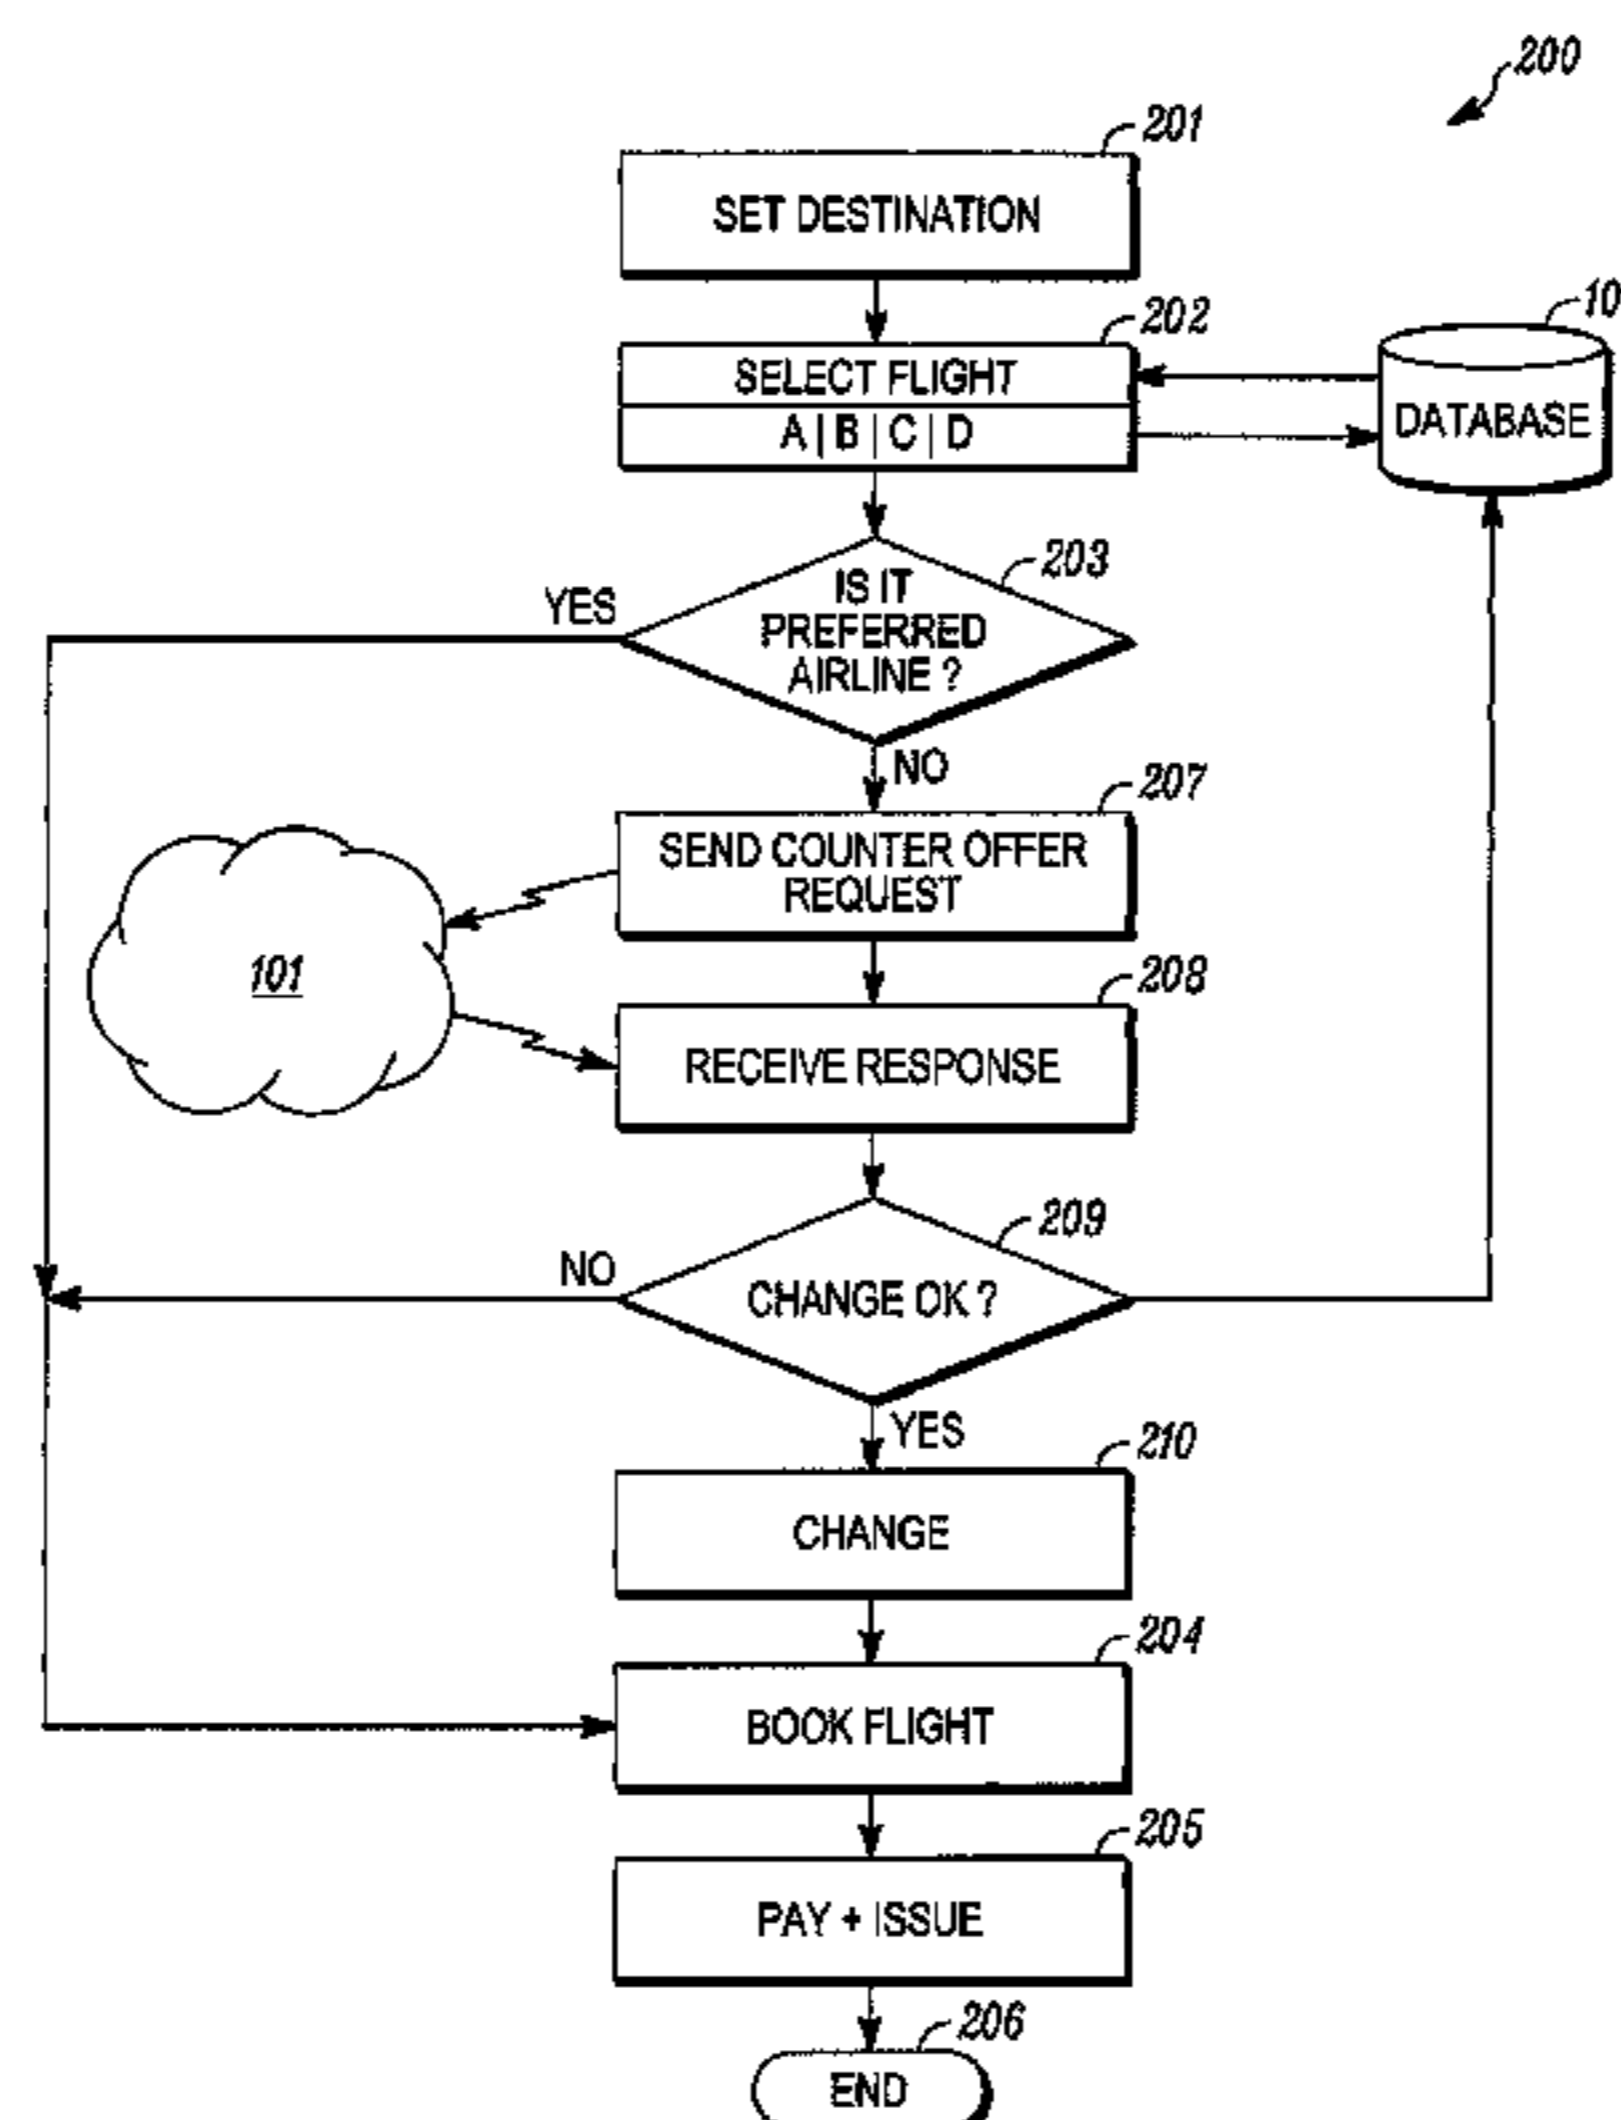 200
201
SET DESTINATION
202
SELECT FLIGHT
A | B | C | D
10
DATABASE
203
YES
IS IT
PREFERRED
AIRLINE ?
NO
207
SEND COUNTER OFFER
REQUEST
101
208
RECEIVE RESPONSE
209
NO
CHANGE OK ?
YES
210
CHANGE
204
BOOK FLIGHT
205
PAY + ISSUE
206
END